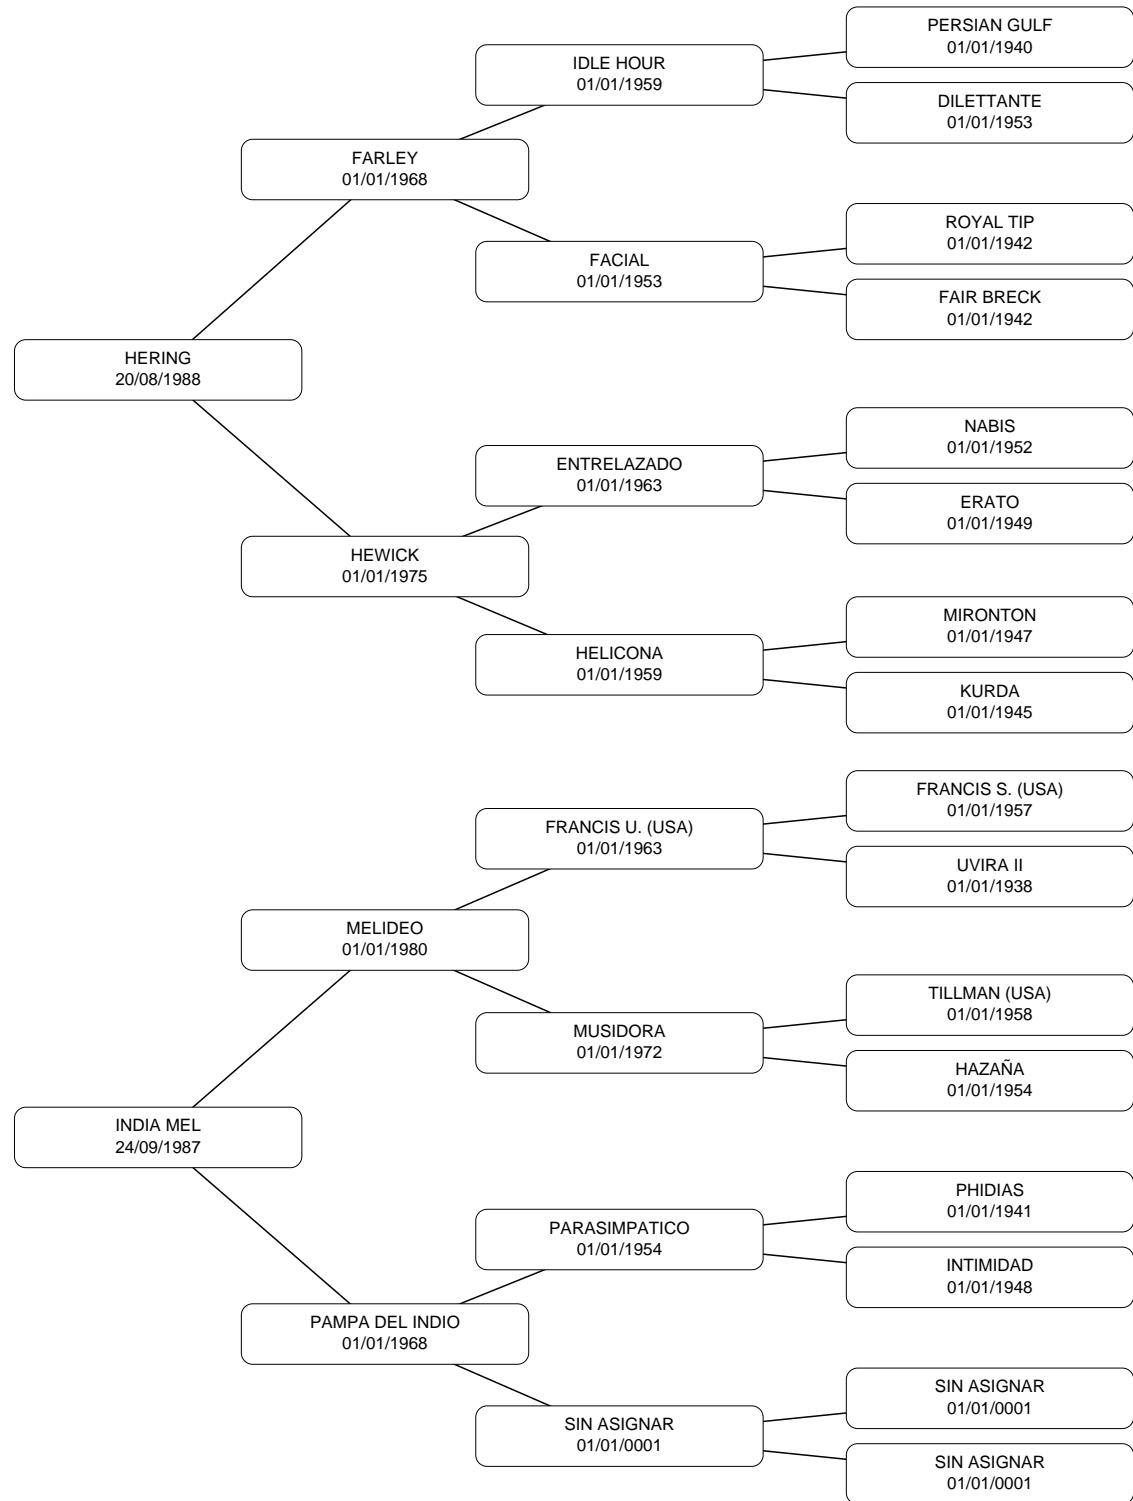 PERSIAN GULF
01/01/1940
IDLE HOUR
01/01/1959
DILETTANTE
01/01/1953
FARLEY
01/01/1968
ROYAL TIP
01/01/1942
FACIAL
01/01/1953
FAIR BRECK
01/01/1942
HERING
20/08/1988
NABIS
01/01/1952
ENTRELAZADO
01/01/1963
ERATO
01/01/1949
HEWICK
01/01/1975
MIRONTON
01/01/1947
HELICONA
01/01/1959
KURDA
01/01/1945
FRANCIS S. (USA)
01/01/1957
FRANCIS U. (USA)
01/01/1963
UVIRA II
01/01/1938
MELIDEO
01/01/1980
TILLMAN (USA)
01/01/1958
MUSIDORA
01/01/1972
HAZAÑA
01/01/1954
INDIA MEL
24/09/1987
PHIDIAS
01/01/1941
PARASIMPATICO
01/01/1954
INTIMIDAD
01/01/1948
PAMPA DEL INDIO
01/01/1968
SIN ASIGNAR
01/01/0001
SIN ASIGNAR
01/01/0001
SIN ASIGNAR
01/01/0001